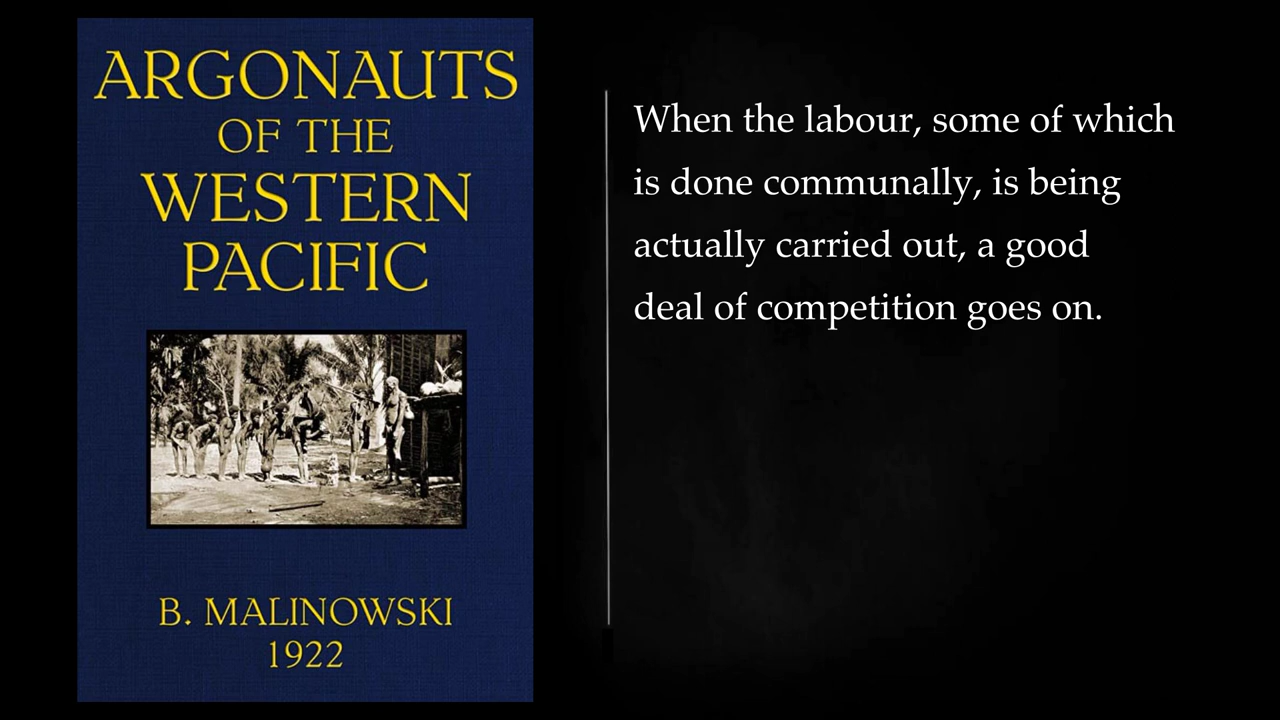 ARGONAUTS
OF THE
WESTERN
PACIFIC
B. MALINOWSKI
1922
When the labour, some of which
is done communally, is being
actually carried out, a good
deal of competition goes on.